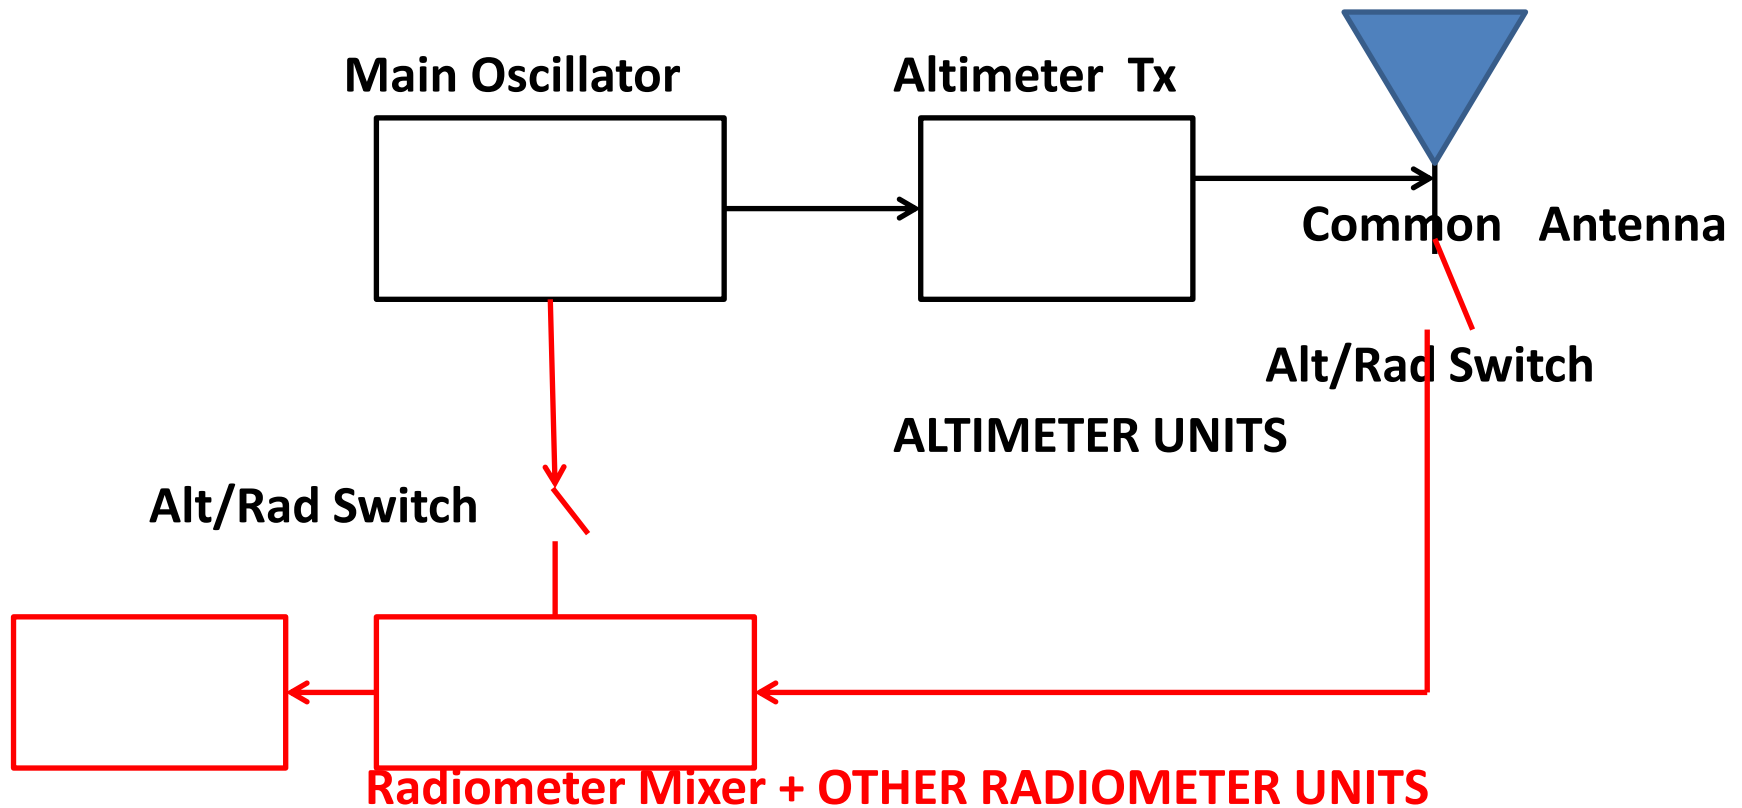 Main Oscillator
Altimeter Tx
Common Antenna
Alt/Rad Switch
ALTIMETER UNITS
Alt/Rad Switch
Radiometer Mixer + OTHER RADIOMETER UNITS